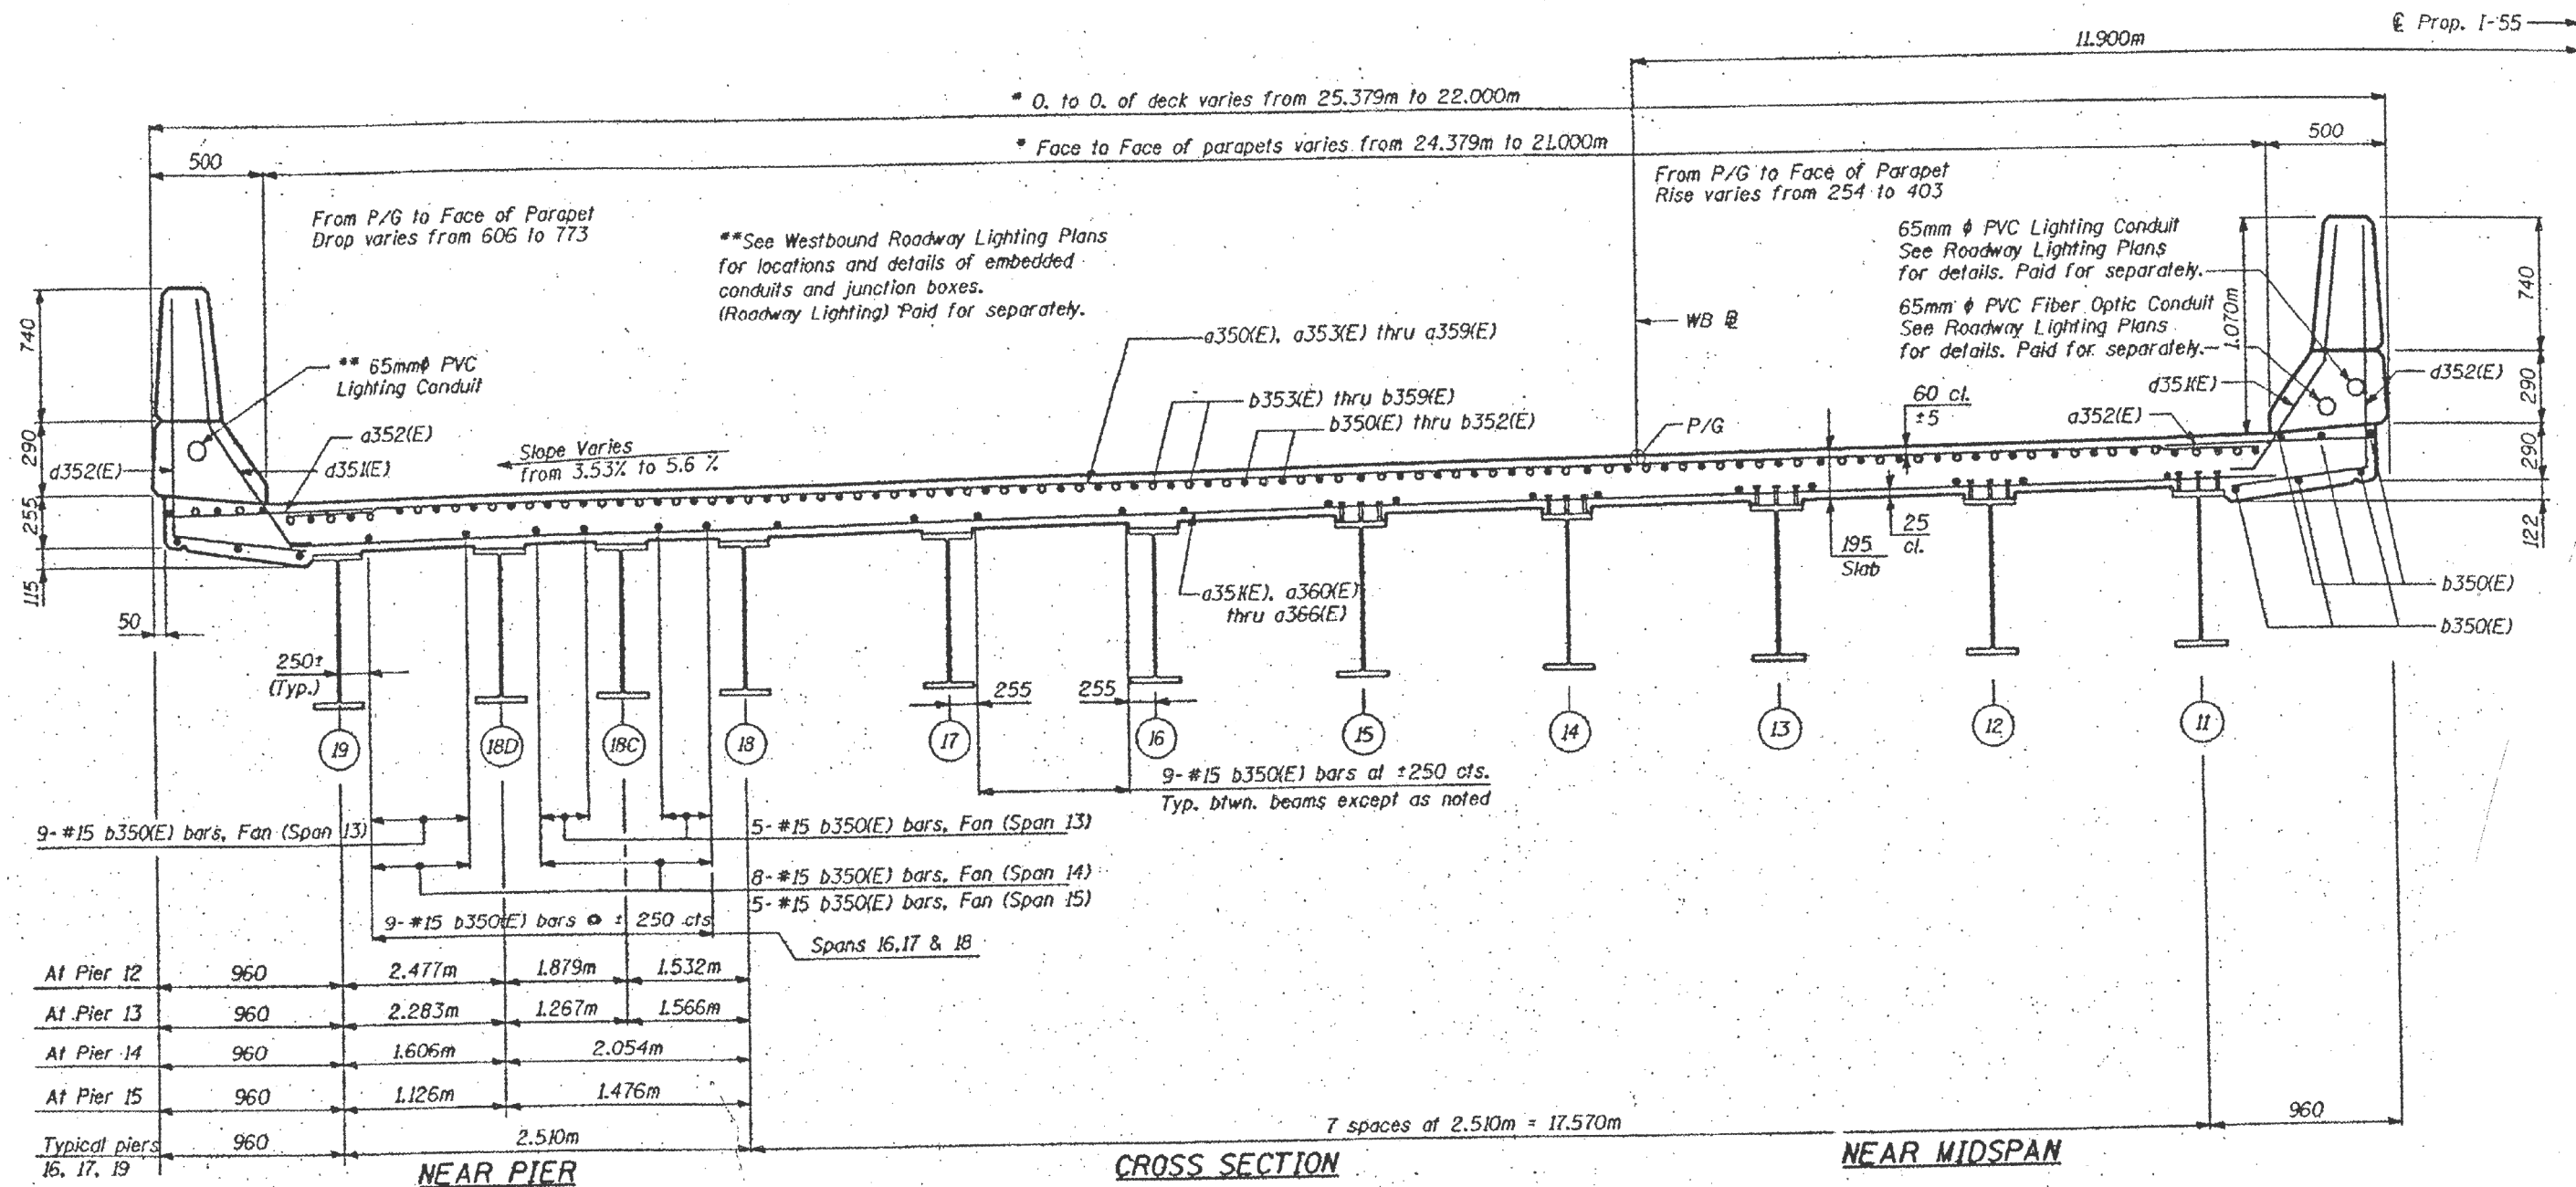 ℄ Prop. I-55
11.900m
* O. to O. of deck varies from 25.379m to 22.000m
500
* Face to Face of parapets varies from 24.379m to 21.000m
500
From P/G to Face of Parapet
Drop varies from 606 to 773
**See Westbound Roadway Lighting Plans
for locations and details of embedded
conduits and junction boxes.
(Roadway Lighting) Paid for separately.
From P/G to Face of Parapet
Rise varies from 254 to 403
65mm ϕ PVC Lighting Conduit
See Roadway Lighting Plans
for details. Paid for separately.
65mm ϕ PVC Fiber Optic Conduit
See Roadway Lighting Plans
for details. Paid for separately.
1.070m
740
290
290
122
740
290
255
115
50
** 65mmϕ PVC
Lighting Conduit
a352(E)
d351(E)
d352(E)
Slope Varies
from 3.53% to 5.6 %
a350(E), a353(E) thru a359(E)
b353(E) thru b359(E)
b350(E) thru b352(E)
WB ⅊
P/G
60 cl.
±5
d351(E)
a352(E)
d352(E)
195
Slab
25
cl.
a351(E), a360(E)
thru a366(E)
b350(E)
b350(E)
250±
(Typ.)
255
255
19
18D
18C
18
17
16
15
14
13
12
11
9-#15 b350(E) bars at ±250 cts.
Typ. btwn. beams except as noted
9-#15 b350(E) bars, Fan (Span 13)
5-#15 b350(E) bars, Fan (Span 13)
8-#15 b350(E) bars, Fan (Span 14)
5-#15 b350(E) bars, Fan (Span 15)
9-#15 b350(E) bars @ ± 250 cts
Spans 16,17 & 18
At Pier 12 960 2.477m 1.879m 1.532m
At Pier 13 960 2.283m 1.267m 1.566m
At Pier 14 960 1.606m 2.054m
At Pier 15 960 1.126m 1.476m
Typical piers
16, 17, 19
960 2.510m 7 spaces at 2.510m = 17.570m 960
NEAR PIER
CROSS SECTION
NEAR MIDSPAN